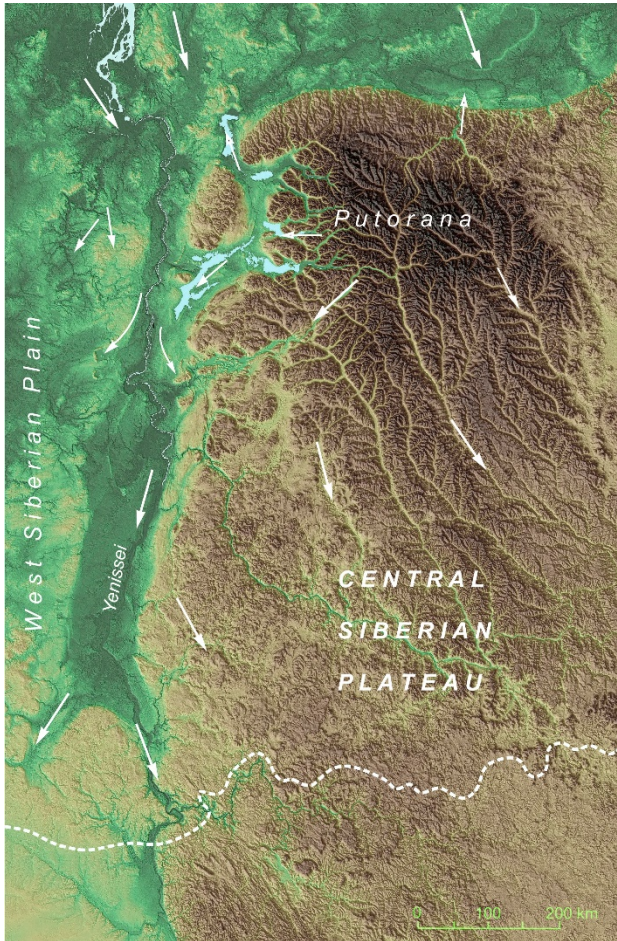 Putorana
West Siberian Plain
Yenissei
CENTRAL
SIBERIAN
PLATEAU
0 100 200 km